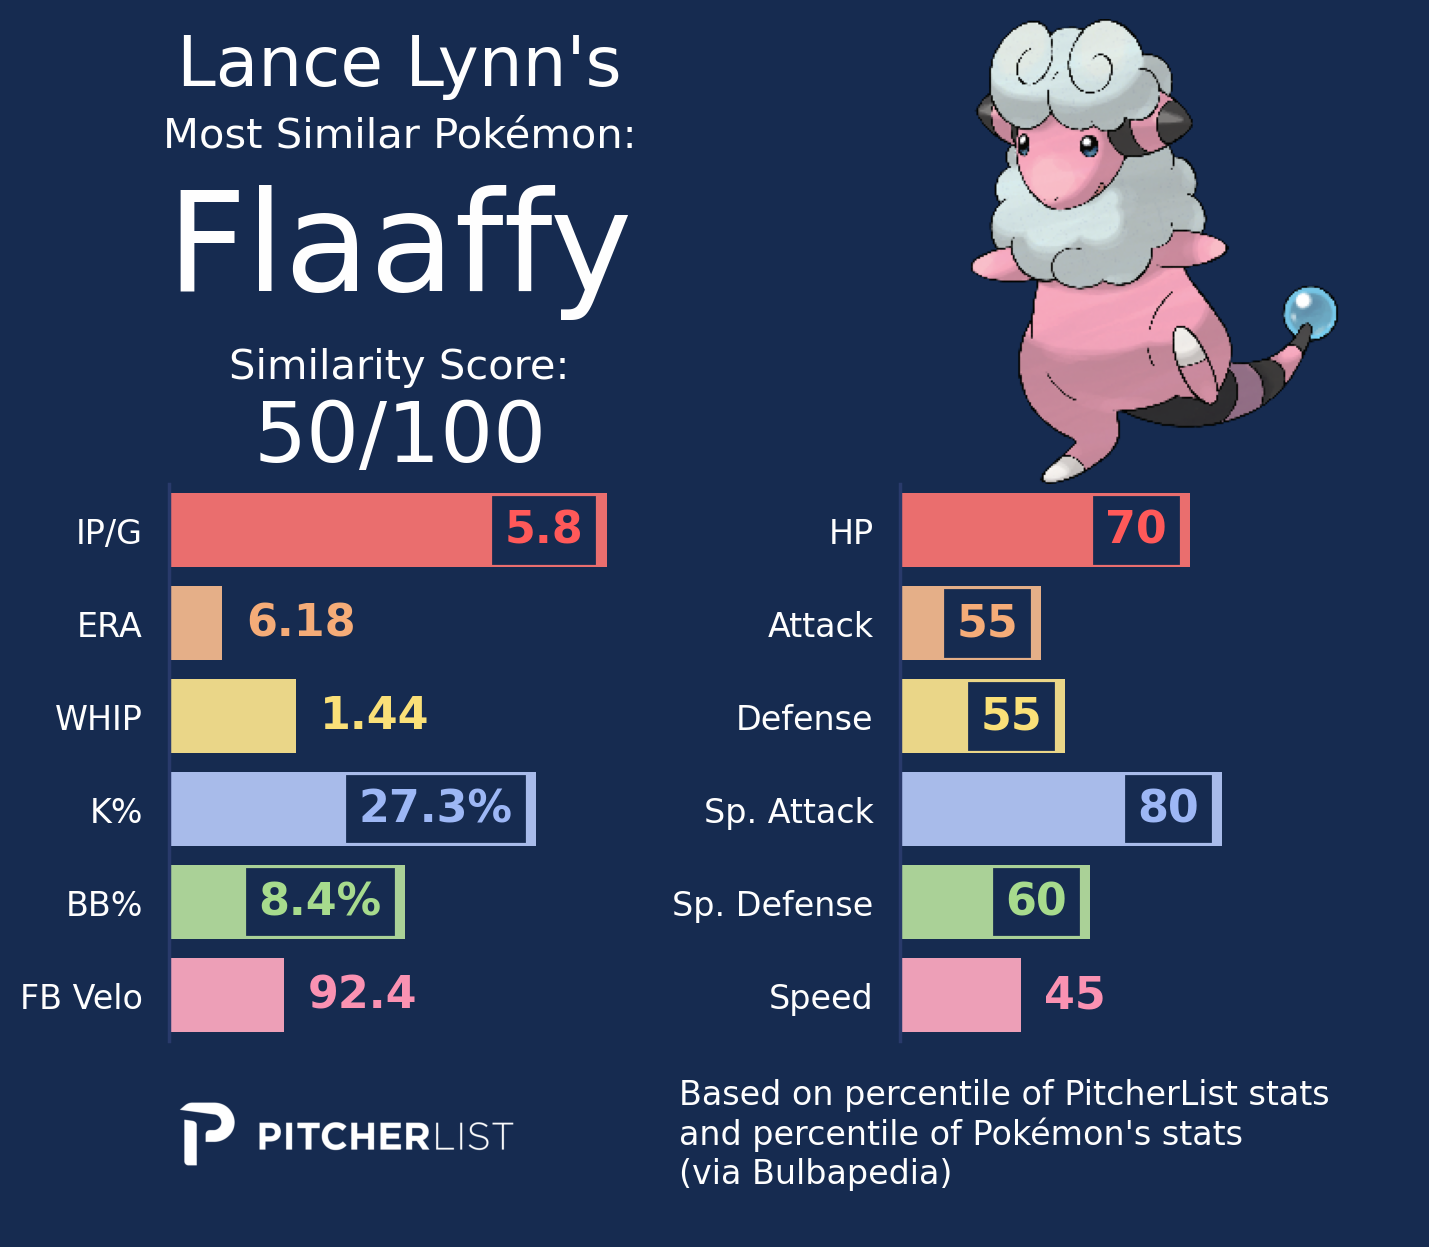 Lance Lynn's
Most Similar Pokémon:
Flaaffy
Similarity Score:
50/100
IP/G 5.8
ERA 6.18
WHIP 1.44
K% 27.3%
BB% 8.4%
FB Velo 92.4
HP 70
Attack 55
Defense 55
Sp. Attack 80
Sp. Defense 60
Speed 45
PITCHERLIST
Based on percentile of PitcherList stats
and percentile of Pokémon's stats
(via Bulbapedia)